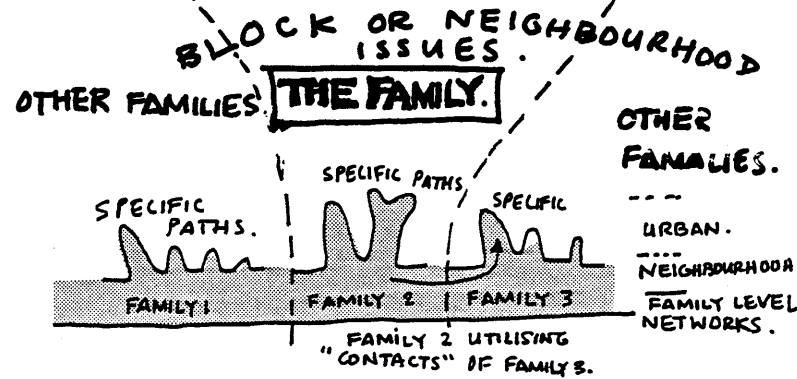 BLOCK OR NEIGHBOURHOOD
ISSUES.
OTHER FAMILIES.
THE FAMILY.
OTHER
FAMALIES.
SPECIFIC PATHS
SPECIFIC
PATHS.
SPECIFIC
URBAN.
NEIGHBOURHOOD
FAMILY 1
FAMILY 2
FAMILY 3
FAMILY LEVEL
NETWORKS.
FAMILY 2 UTILISING
"CONTACTS" OF FAMILY 3.